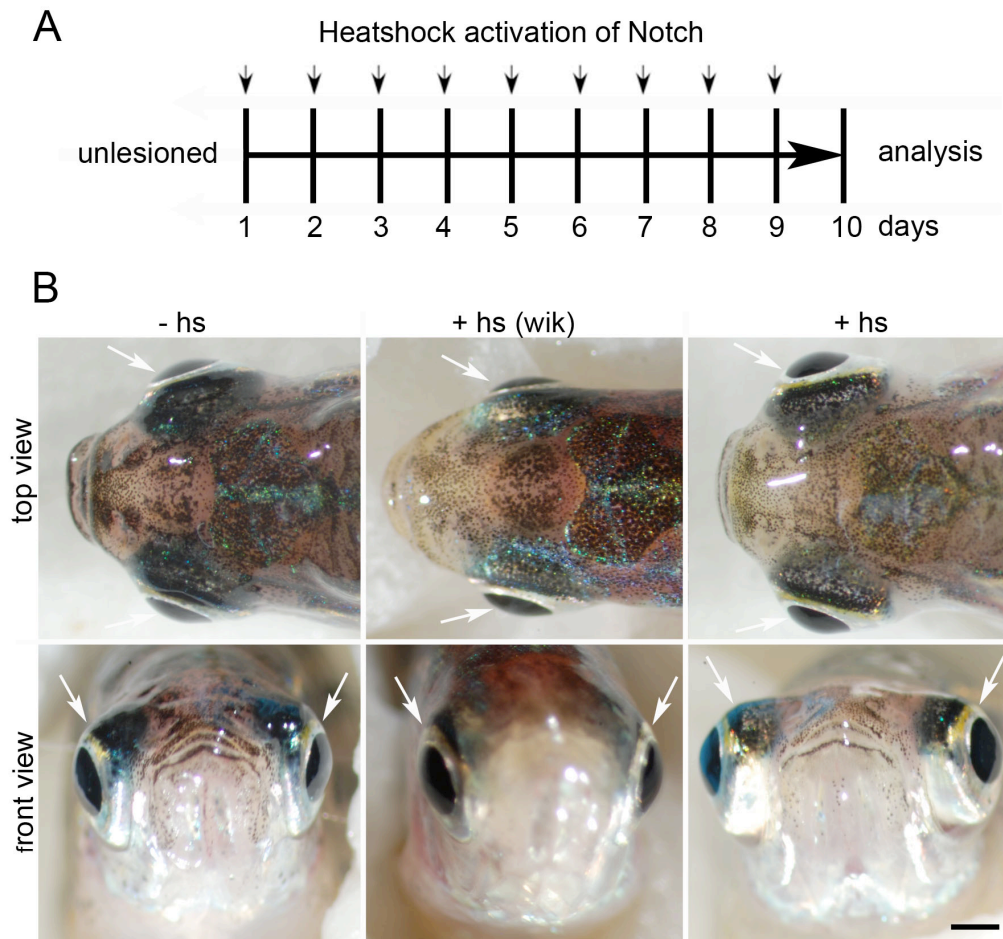 A
Heatshock activation of Notch
unlesioned
analysis
1 2 3 4 5 6 7 8 9 10 days
B
- hs
+ hs (wik)
+ hs
top view
front view